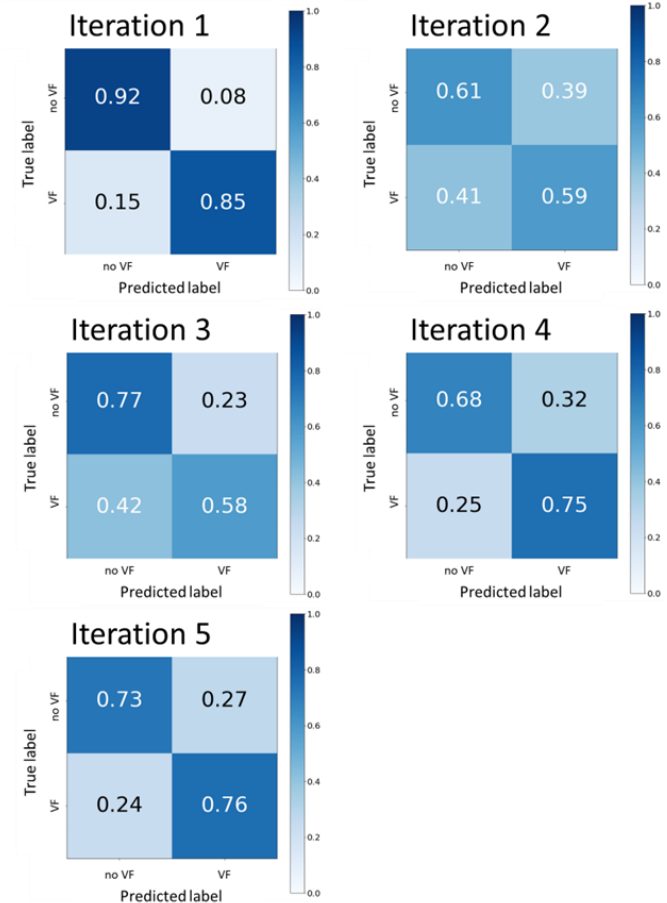 Iteration 1
1.0
0.8
0.6
0.4
0.2
0.0
True label
no VF
VF
0.92 0.08
0.15 0.85
no VF VF
Predicted label
Iteration 2
1.0
0.8
0.6
0.4
0.2
0.0
True label
no VF
VF
0.61 0.39
0.41 0.59
no VF VF
Predicted label
Iteration 3
1.0
0.8
0.6
0.4
0.2
0.0
True label
no VF
VF
0.77 0.23
0.42 0.58
no VF VF
Predicted label
Iteration 4
1.0
0.8
0.6
0.4
0.2
0.0
True label
no VF
VF
0.68 0.32
0.25 0.75
no VF VF
Predicted label
Iteration 5
1.0
0.8
0.6
0.4
0.2
0.0
True label
no VF
VF
0.73 0.27
0.24 0.76
no VF VF
Predicted label